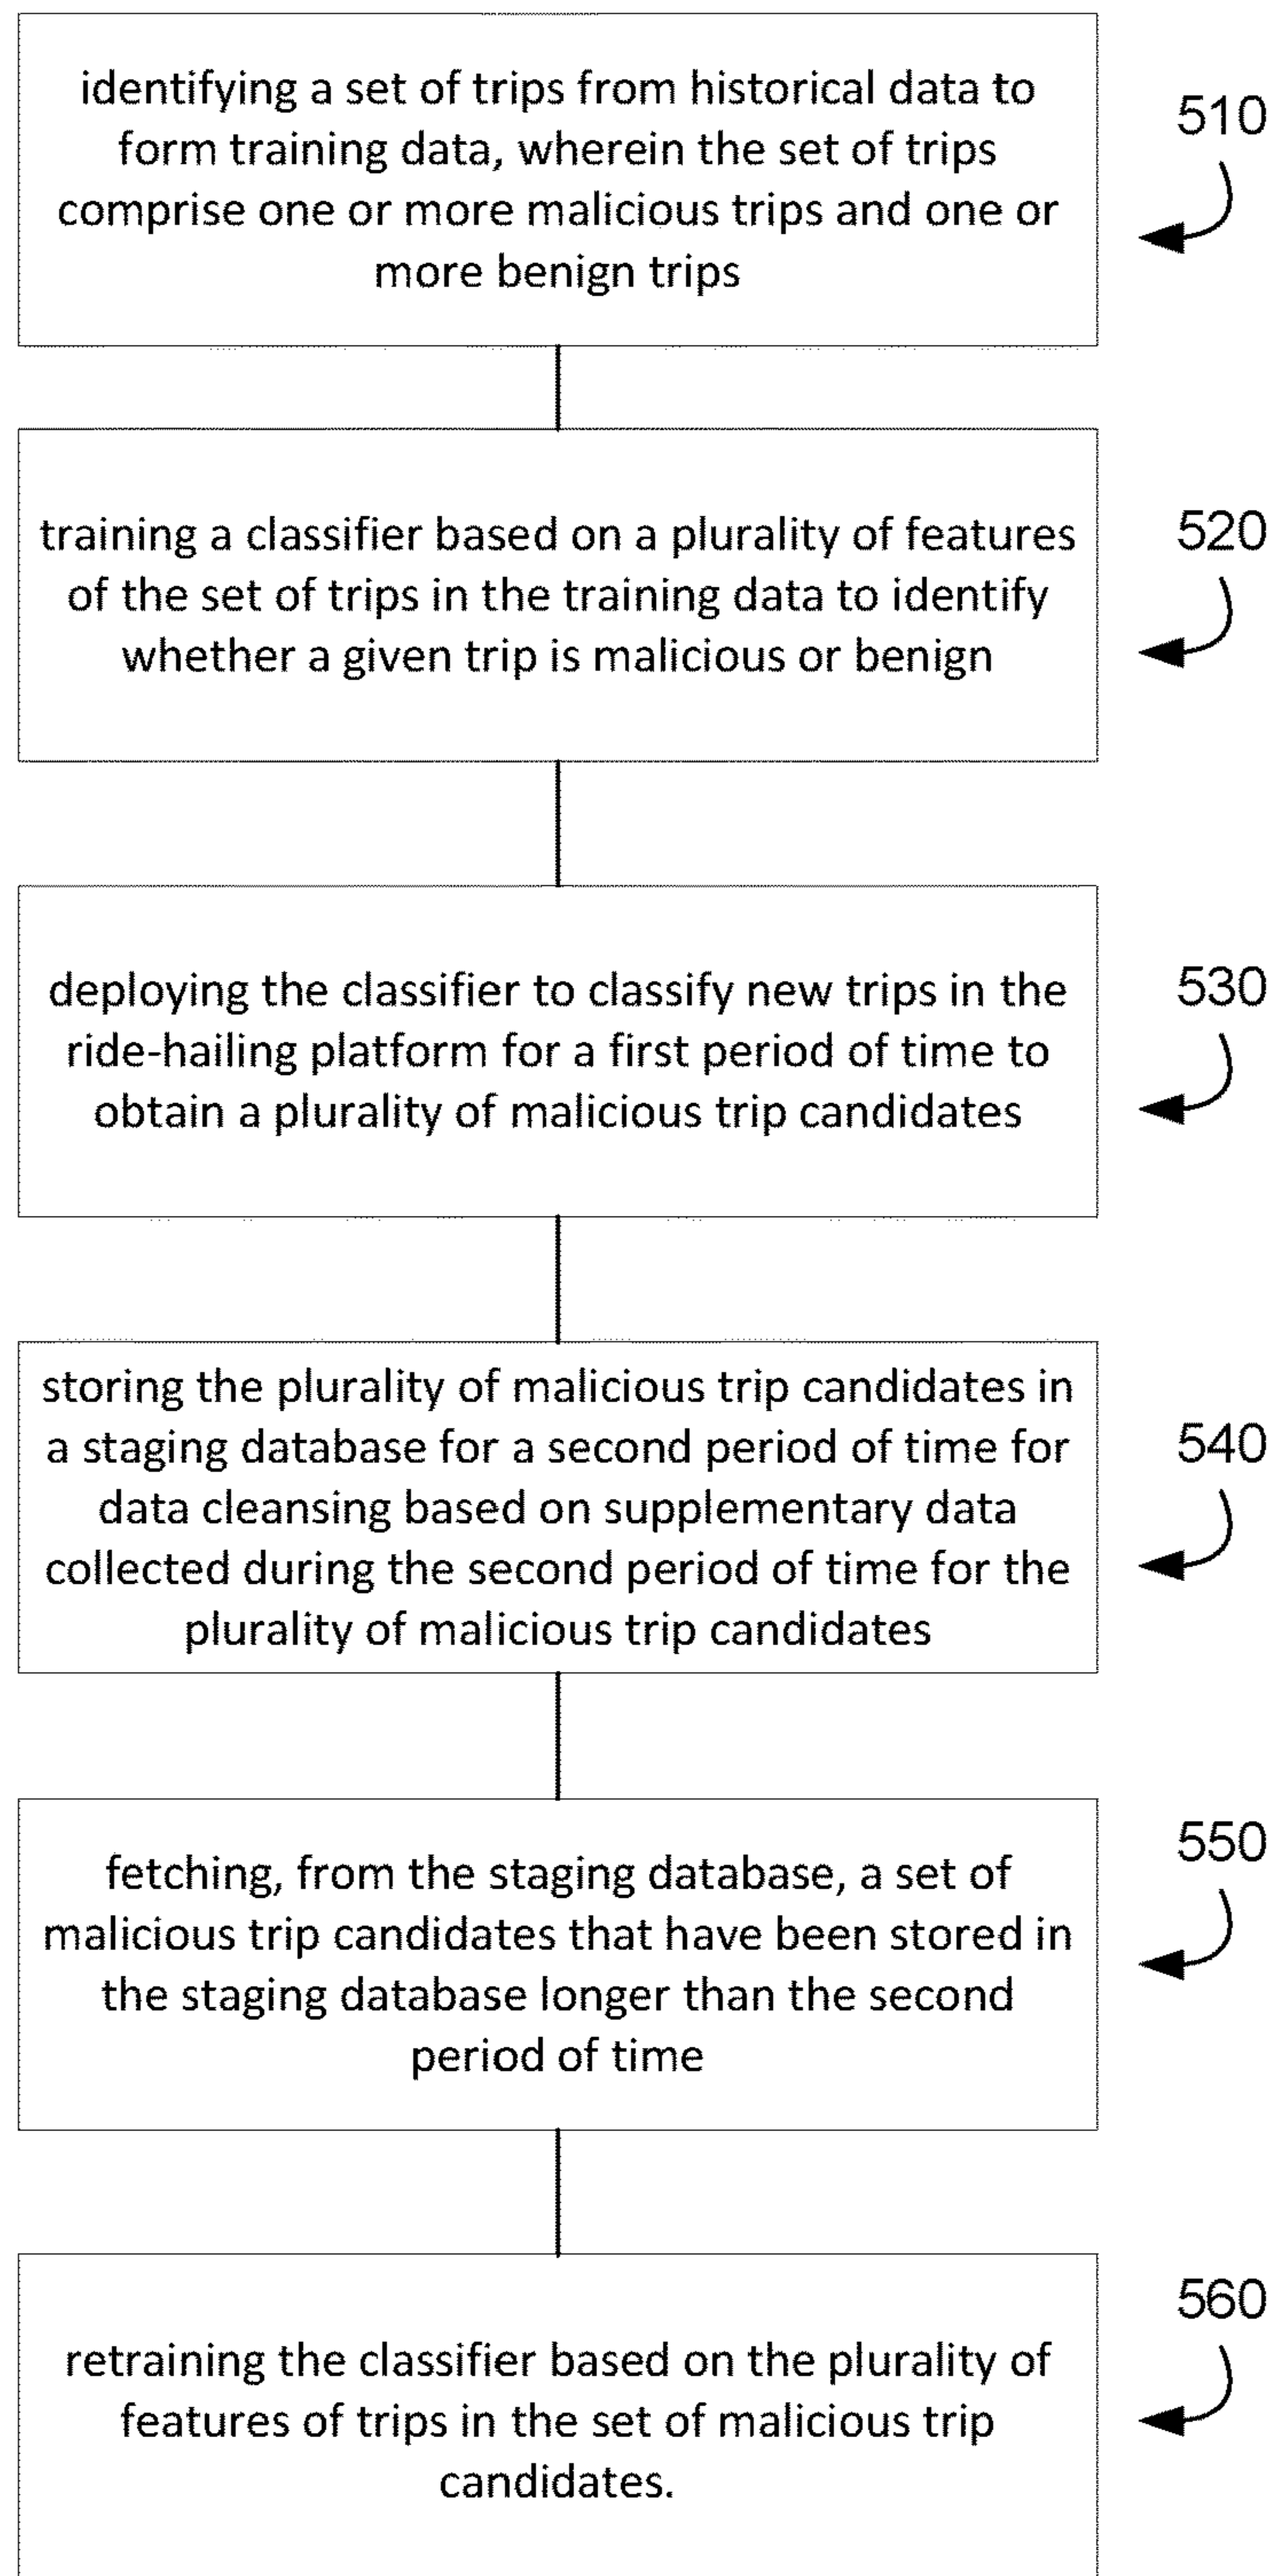 identifying a set of trips from historical data to
form training data, wherein the set of trips
comprise one or more malicious trips and one or
more benign trips
510
training a classifier based on a plurality of features
of the set of trips in the training data to identify
whether a given trip is malicious or benign
520
deploying the classifier to classify new trips in the
ride-hailing platform for a first period of time to
obtain a plurality of malicious trip candidates
530
storing the plurality of malicious trip candidates in
a staging database for a second period of time for
data cleansing based on supplementary data
collected during the second period of time for the
plurality of malicious trip candidates
540
fetching, from the staging database, a set of
malicious trip candidates that have been stored in
the staging database longer than the second
period of time
550
retraining the classifier based on the plurality of
features of trips in the set of malicious trip
candidates.
560